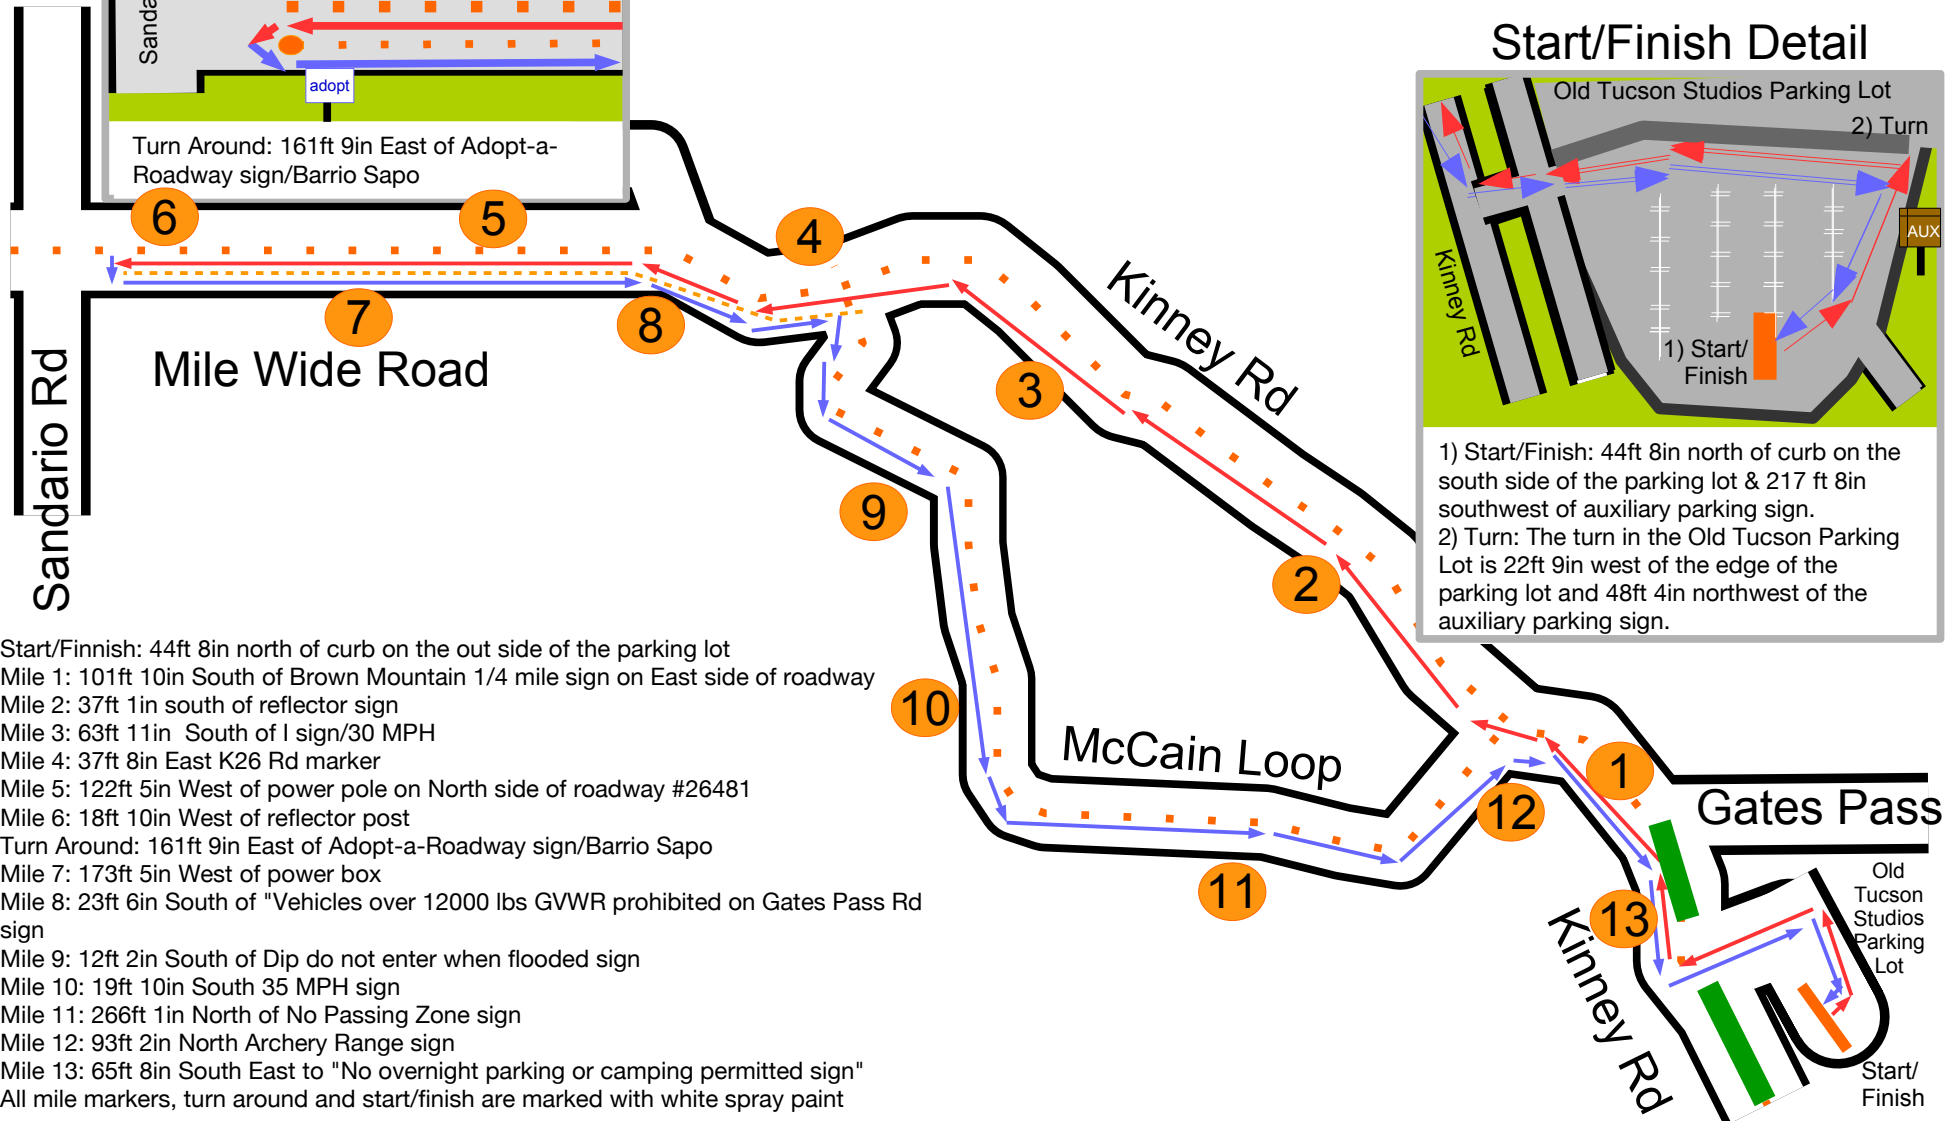 Sanda
adopt
Turn Around: 161ft 9in East of Adopt-a-
Roadway sign/Barrio Sapo
Start/Finish Detail
Old Tucson Studios Parking Lot
2) Turn
AUX
Kinney Rd
1) Start/
Finish
1) Start/Finish: 44ft 8in north of curb on the
south side of the parking lot & 217 ft 8in
southwest of auxiliary parking sign.
2) Turn: The turn in the Old Tucson Parking
Lot is 22ft 9in west of the edge of the
parking lot and 48ft 4in northwest of the
auxiliary parking sign.
6
5
4
7
8
3
Kinney Rd
Mile Wide Road
Sandario Rd
9
2
10
McCain Loop
1
12
Gates Pass
11
13
Kinney Rd
Old
Tucson
Studios
Parking
Lot
Start/
Finish
Start/Finnish: 44ft 8in north of curb on the out side of the parking lot
Mile 1: 101ft 10in South of Brown Mountain 1/4 mile sign on East side of roadway
Mile 2: 37ft 1in south of reflector sign
Mile 3: 63ft 11in  South of I sign/30 MPH
Mile 4: 37ft 8in East K26 Rd marker
Mile 5: 122ft 5in West of power pole on North side of roadway #26481
Mile 6: 18ft 10in West of reflector post
Turn Around: 161ft 9in East of Adopt-a-Roadway sign/Barrio Sapo
Mile 7: 173ft 5in West of power box
Mile 8: 23ft 6in South of "Vehicles over 12000 lbs GVWR prohibited on Gates Pass Rd
sign
Mile 9: 12ft 2in South of Dip do not enter when flooded sign
Mile 10: 19ft 10in South 35 MPH sign
Mile 11: 266ft 1in North of No Passing Zone sign
Mile 12: 93ft 2in North Archery Range sign
Mile 13: 65ft 8in South East to "No overnight parking or camping permitted sign"
All mile markers, turn around and start/finish are marked with white spray paint